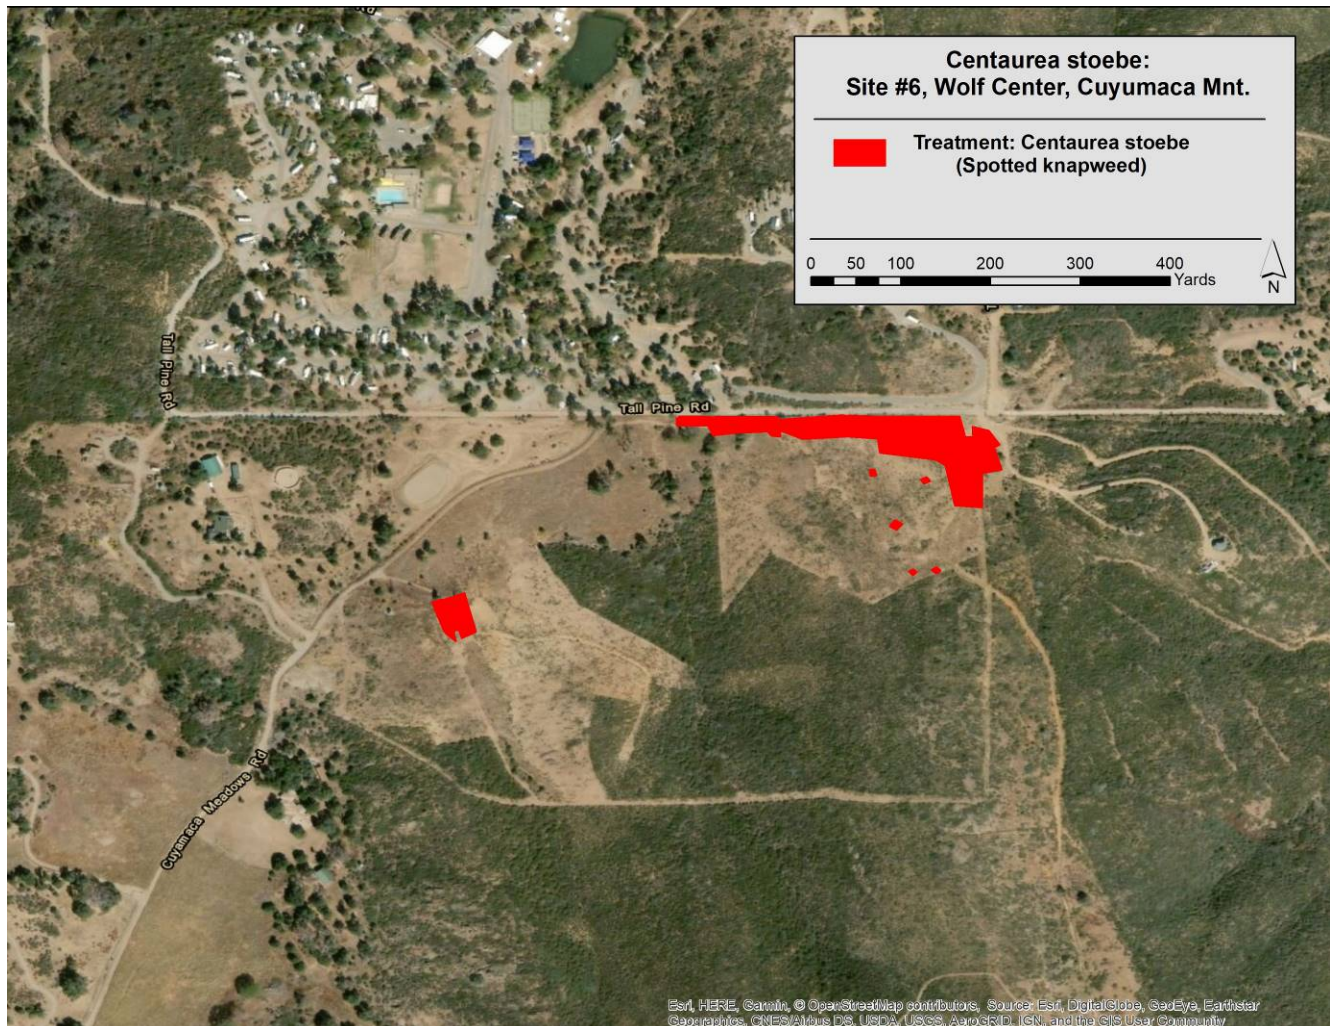 Rd
Centaurea stoebe:
Site #6, Wolf Center, Cuyumaca Mnt.
Treatment: Centaurea stoebe
(Spotted knapweed)
0 50 100 200 300 400
Yards
N
Tall Pine Rd
Tall Pine Rd
Cuyamaca Meadows Rd
Esri, HERE, Garmin, © OpenStreetMap contributors, Source: Esri, DigitalGlobe, GeoEye, Earthstar
Geographics, CNES/Airbus DS, USDA, USGS, AeroGRID, IGN, and the GIS User Community